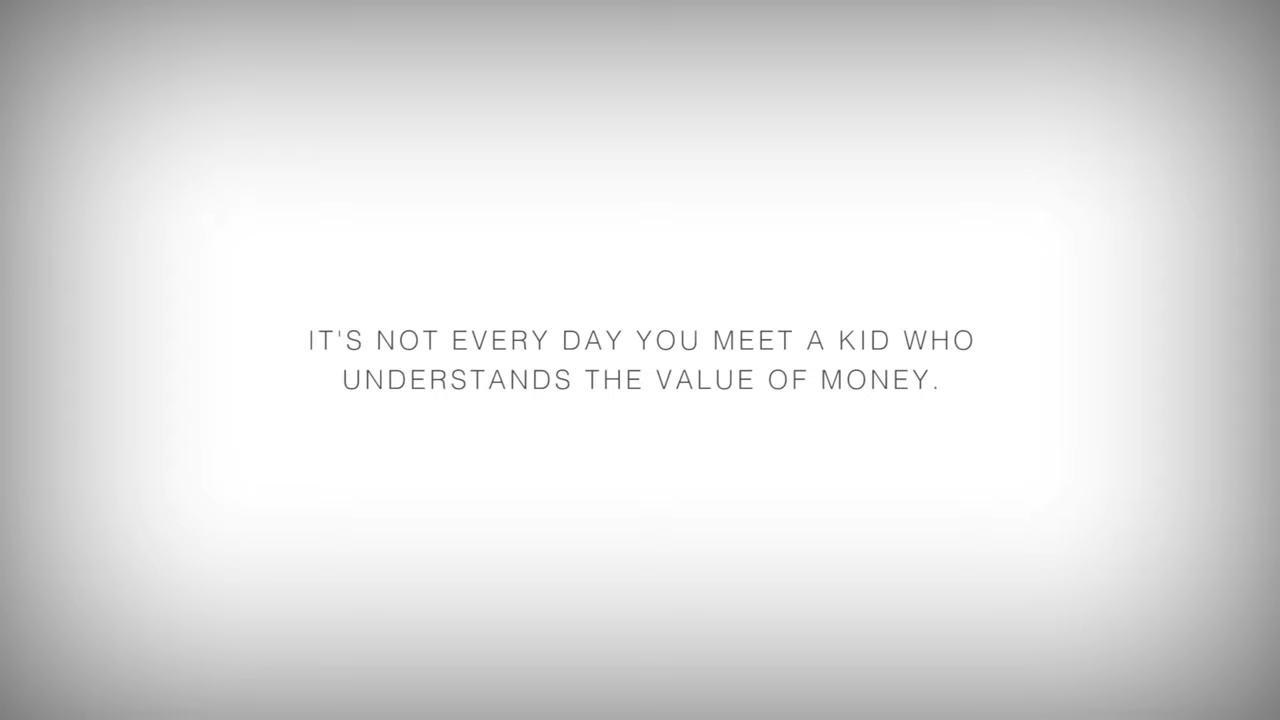 IT'S NOT EVERY DAY YOU MEET A KID WHO
UNDERSTANDS THE VALUE OF MONEY.